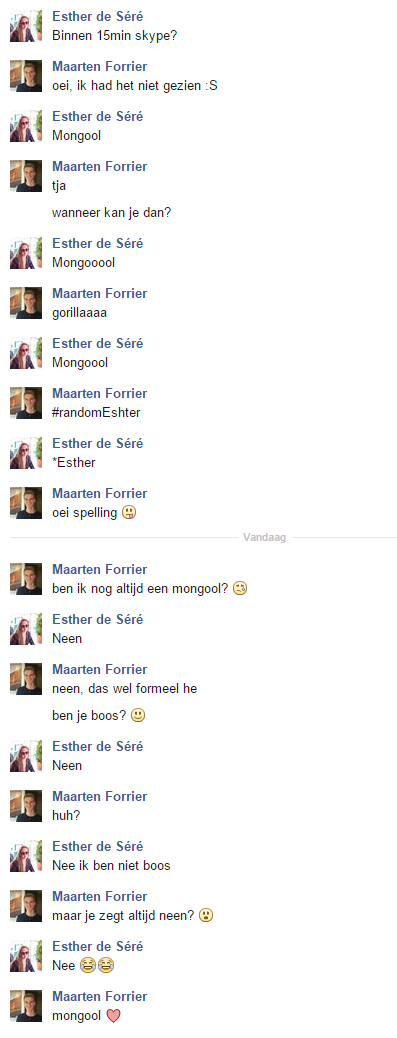 Esther de Séré
Binnen 15min skype?
Maarten Forrier
oei, ik had het niet gezien :S
Esther de Séré
Mongool
Maarten Forrier
tja
wanneer kan je dan?
Esther de Séré
Mongooool
Maarten Forrier
gorillaaaa
Esther de Séré
Mongoool
Maarten Forrier
#randomEshter
Esther de Séré
*Esther
Maarten Forrier
oei spelling 😜
Vandaag
Maarten Forrier
ben ik nog altijd een mongool? 😢
Esther de Séré
Neen
Maarten Forrier
neen, das wel formeel he
ben je boos? 🙂
Esther de Séré
Neen
Maarten Forrier
huh?
Esther de Séré
Nee ik ben niet boos
Maarten Forrier
maar je zegt altijd neen? 😮
Esther de Séré
Nee 😂😂
Maarten Forrier
mongool ❤